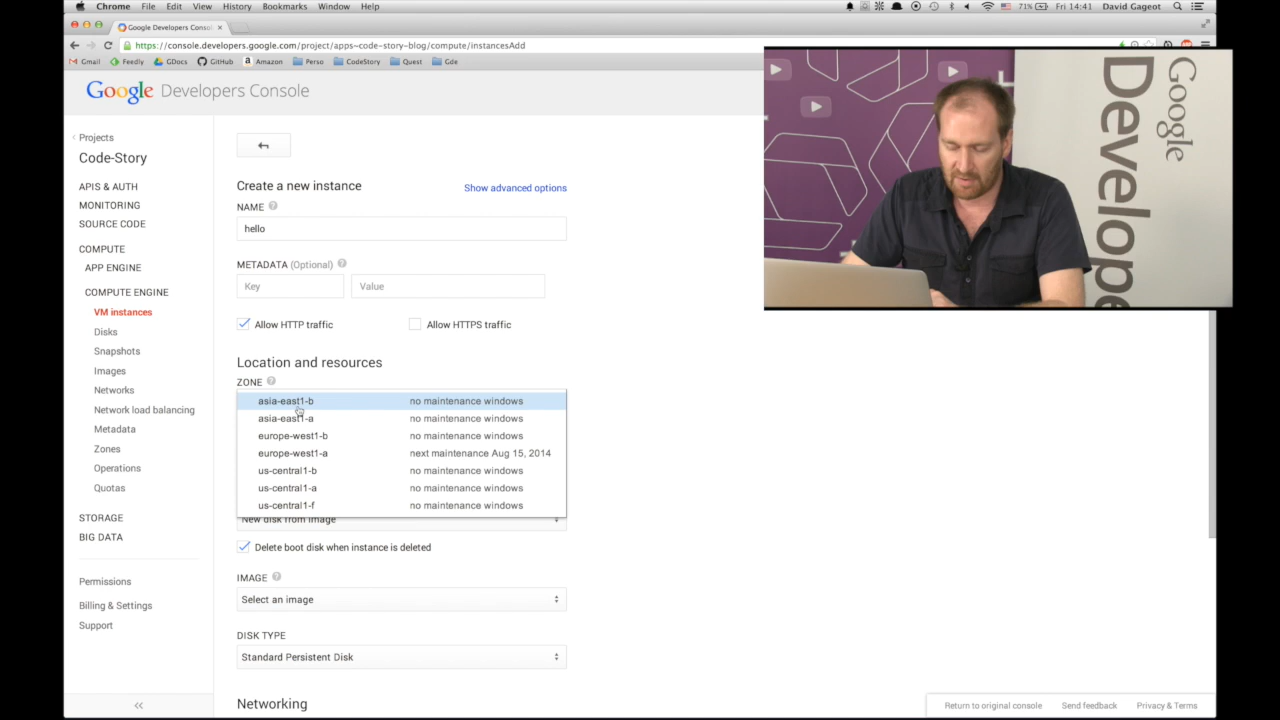 Chrome File Edit View History Bookmarks Window Help 71% Fri 14:41 David Gageot
Google Developers Conso
https://console.developers.google.com/project/apps~code-story-blog/compute/instancesAdd
Gmail Feedly GDocs GitHub Amazon Perso CodeStory Quest Gde
Google Developers Console
Projects
Code-Story
APIS & AUTH
MONITORING
SOURCE CODE
COMPUTE
APP ENGINE
COMPUTE ENGINE
VM instances
Disks
Snapshots
Images
Networks
Network load balancing
Metadata
Zones
Operations
Quotas
STORAGE
BIG DATA
Permissions
Billing & Settings
Support
Create a new instance Show advanced options
NAME
hello
METADATA (Optional)
Key Value
Allow HTTP traffic Allow HTTPS traffic
Location and resources
ZONE
asia-east1-b no maintenance windows
asia-east1-a no maintenance windows
europe-west1-b no maintenance windows
europe-west1-a next maintenance Aug 15, 2014
us-central1-b no maintenance windows
us-central1-a no maintenance windows
us-central1-f no maintenance windows
New disk from image
Delete boot disk when instance is deleted
IMAGE
Select an image
DISK TYPE
Standard Persistent Disk
Networking
Return to original console Send feedback Privacy & Terms
Google
Develope